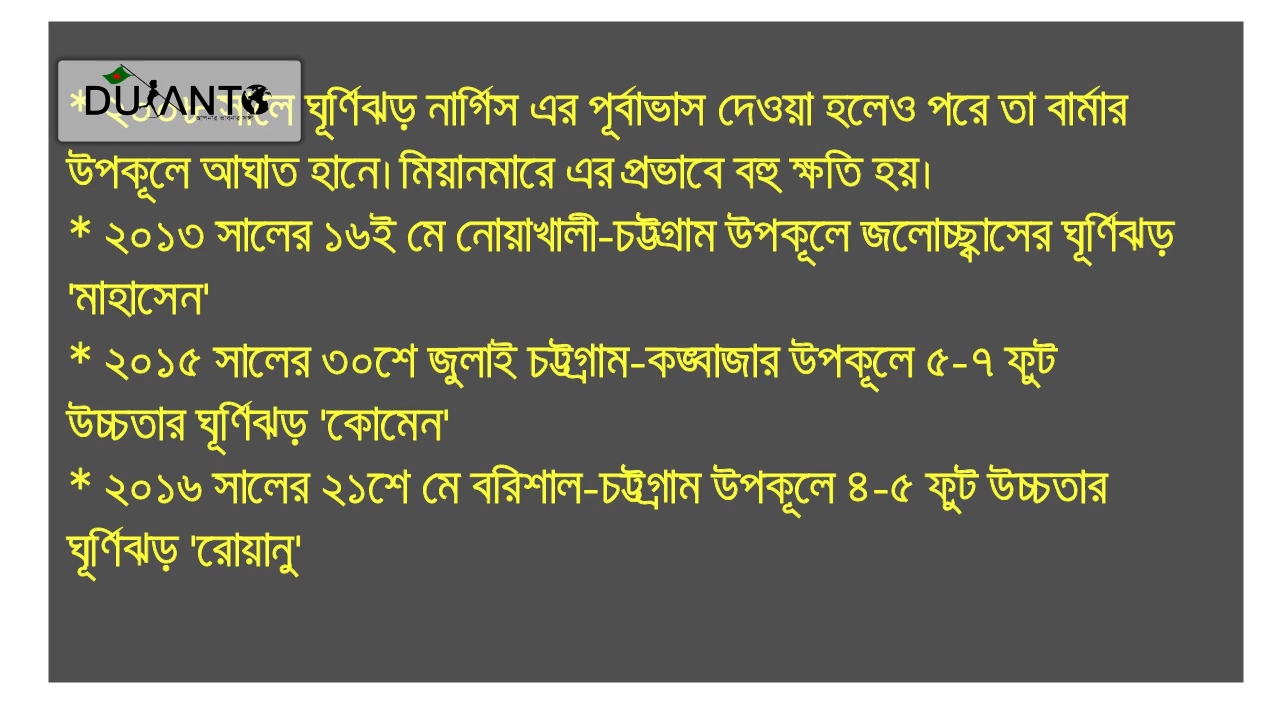 DURANTO
* ২০০৮ সালে ঘূর্ণিঝড় নার্গিস এর পূর্বাভাস দেওয়া হলেও পরে তা বার্মার
উপকূলে আঘাত হানে। মিয়ানমারে এর প্রভাবে বহু ক্ষতি হয়।
* ২০১৩ সালের ১৬ই মে নোয়াখালী-চট্টগ্রাম উপকূলে জলোচ্ছ্বাসের ঘূর্ণিঝড়
'মাহাসেন'
* ২০১৫ সালের ৩০শে জুলাই চট্টগ্রাম-কক্সবাজার উপকূলে ৫-৭ ফুট
উচ্চতার ঘূর্ণিঝড় 'কোমেন'
* ২০১৬ সালের ২১শে মে বরিশাল-চট্টগ্রাম উপকূলে ৪-৫ ফুট উচ্চতার
ঘূর্ণিঝড় 'রোয়ানু'